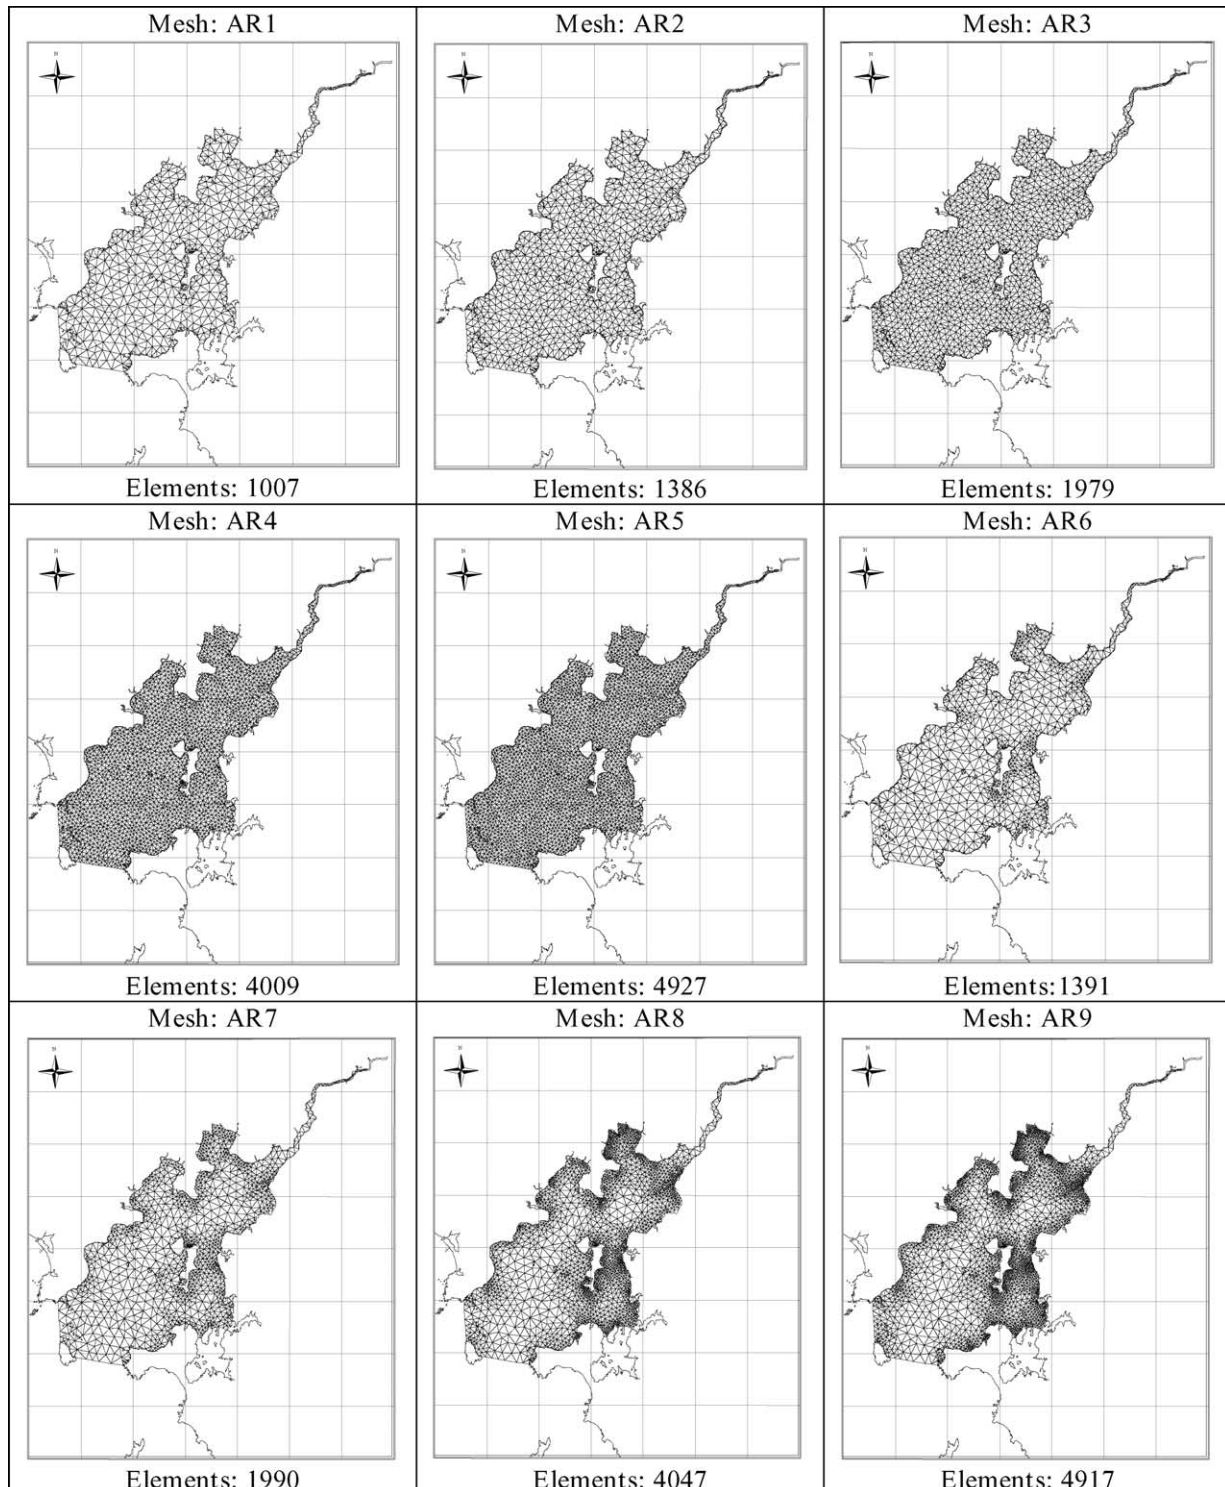 Mesh: AR1
Mesh: AR2
Mesh: AR3
N
N
N
Elements: 1007
Elements: 1386
Elements: 1979
Mesh: AR4
Mesh: AR5
Mesh: AR6
N
N
N
Elements: 4009
Elements: 4927
Elements:1391
Mesh: AR7
Mesh: AR8
Mesh: AR9
N
N
N
Elements: 1990
Elements: 4047
Elements: 4917